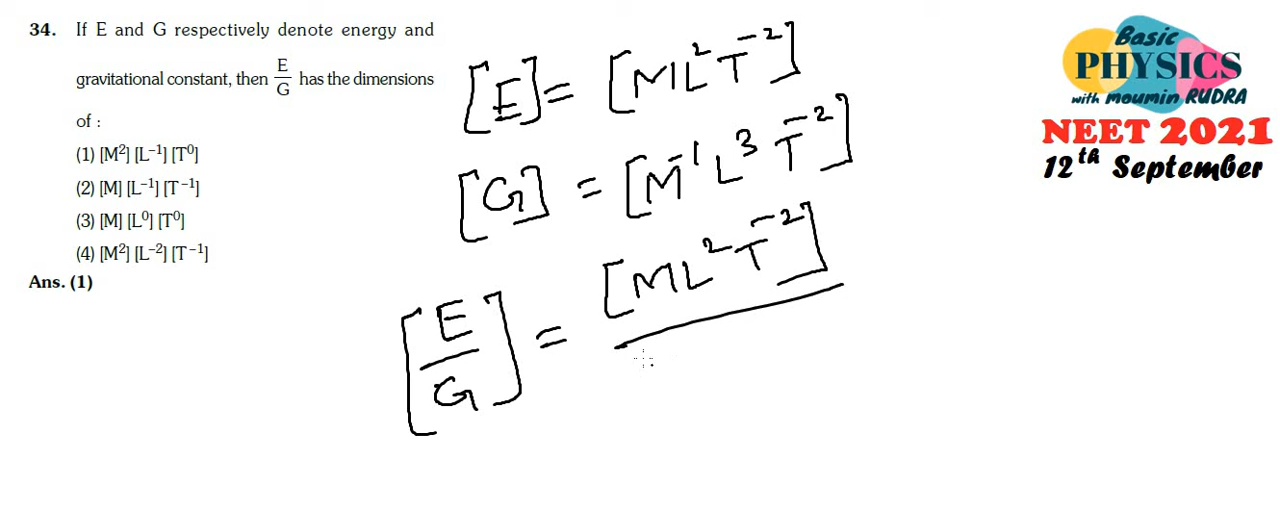 34. If E and G respectively denote energy and
gravitational constant, then E/G has the dimensions
of :
(1) [M²] [L⁻¹] [T⁰]
(2) [M] [L⁻¹] [T⁻¹]
(3) [M] [L⁰] [T⁰]
(4) [M²] [L⁻²] [T⁻¹]
Ans. (1)
[E] = [ML²T⁻²]
[G] = [M⁻¹L³T⁻²]
[E/G] = [ML²T⁻²]
Basic
PHYSICS
with moumin RUDRA
NEET 2021
12th September